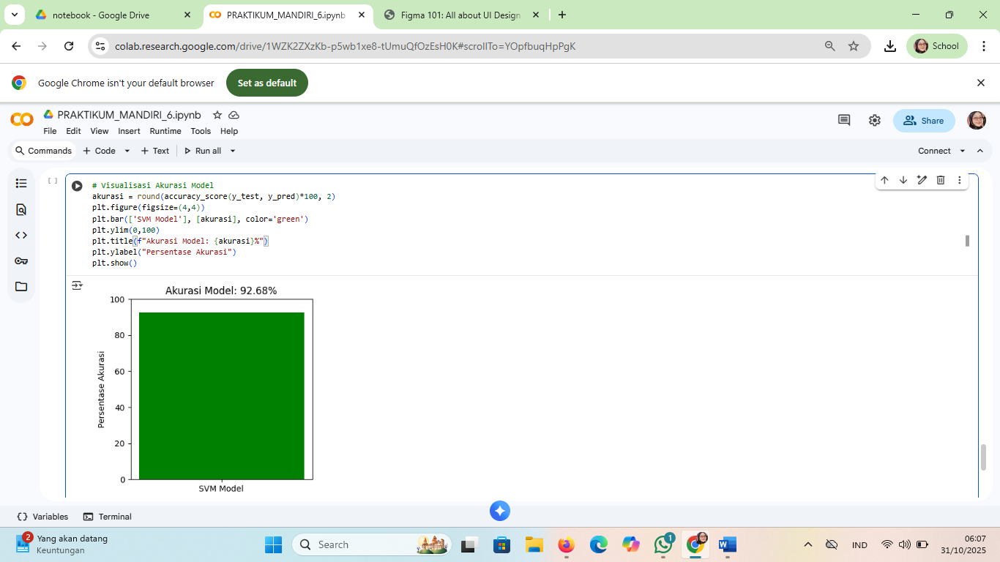 notebook - Google Drive
PRAKTIKUM_MANDIRI_6.ipynb
Figma 101: All about UI Design
colab.research.google.com/drive/1WZK2ZXzKb-p5wb1xe8-tUmuQfOzEsH0K#scrollTo=YOpfbuqHpPgK
School
Google Chrome isn't your default browser
Set as default
PRAKTIKUM_MANDIRI_6.ipynb
File Edit View Insert Runtime Tools Help
Share
Commands + Code + Text Run all
Connect
[ ]
# Visualisasi Akurasi Model
akurasi = round(accuracy_score(y_test, y_pred)*100, 2)
plt.figure(figsize=(4,4))
plt.bar(['SVM Model'], [akurasi], color='green')
plt.ylim(0,100)
plt.title(f"Akurasi Model: {akurasi}%")
plt.ylabel("Persentase Akurasi")
plt.show()
Akurasi Model: 92.68%
100
80
60
40
20
0
Persentase Akurasi
SVM Model
Variables
Terminal
2
Yang akan datang
Keuntungan
Search
1
IND
06:07
31/10/2025